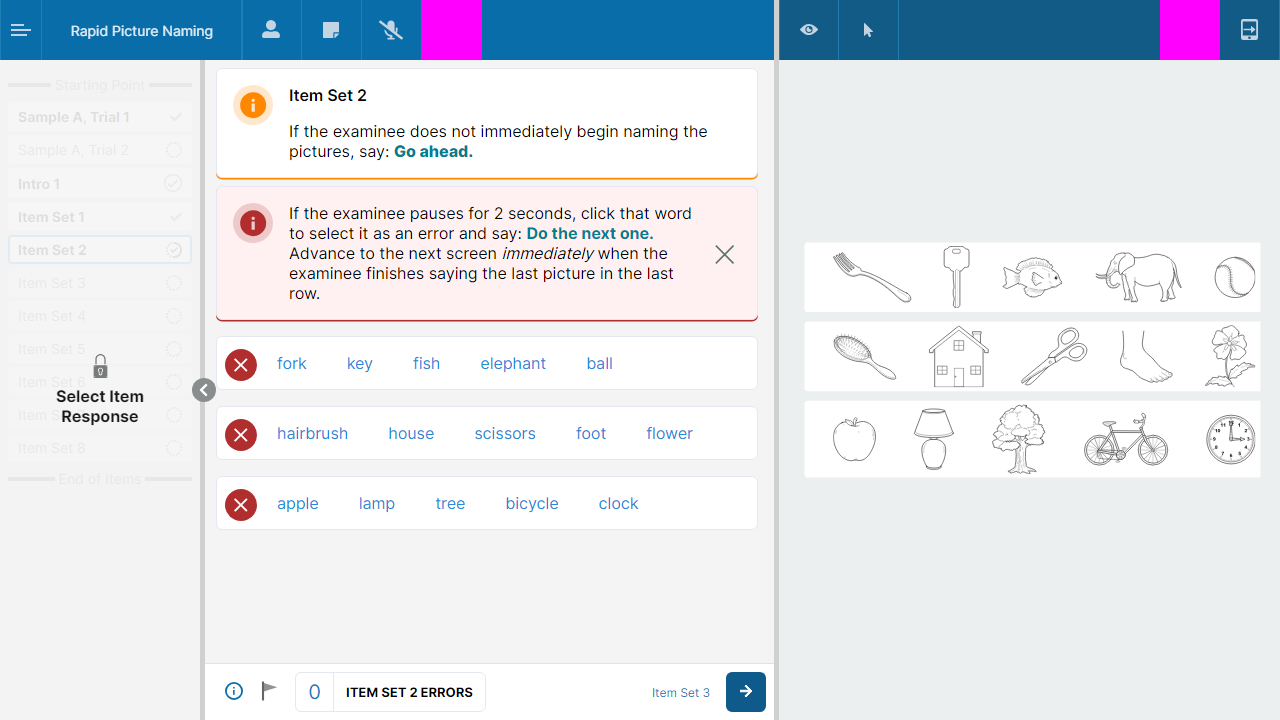 Rapid Picture Naming
Starting Point
Sample A, Trial 1
Sample A, Trial 2
Intro 1
Item Set 1
Item Set 2
Item Set 3
Item Set 4
Item Set 5
Item Set 6
Item Set 8
End of Items
Select Item
Response
Item Set 2
If the examinee does not immediately begin naming the
pictures, say: Go ahead.
If the examinee pauses for 2 seconds, click that word
to select it as an error and say: Do the next one.
Advance to the next screen immediately when the
examinee finishes saying the last picture in the last
row.
fork key fish elephant ball
hairbrush house scissors foot flower
apple lamp tree bicycle clock
0 ITEM SET 2 ERRORS
Item Set 3